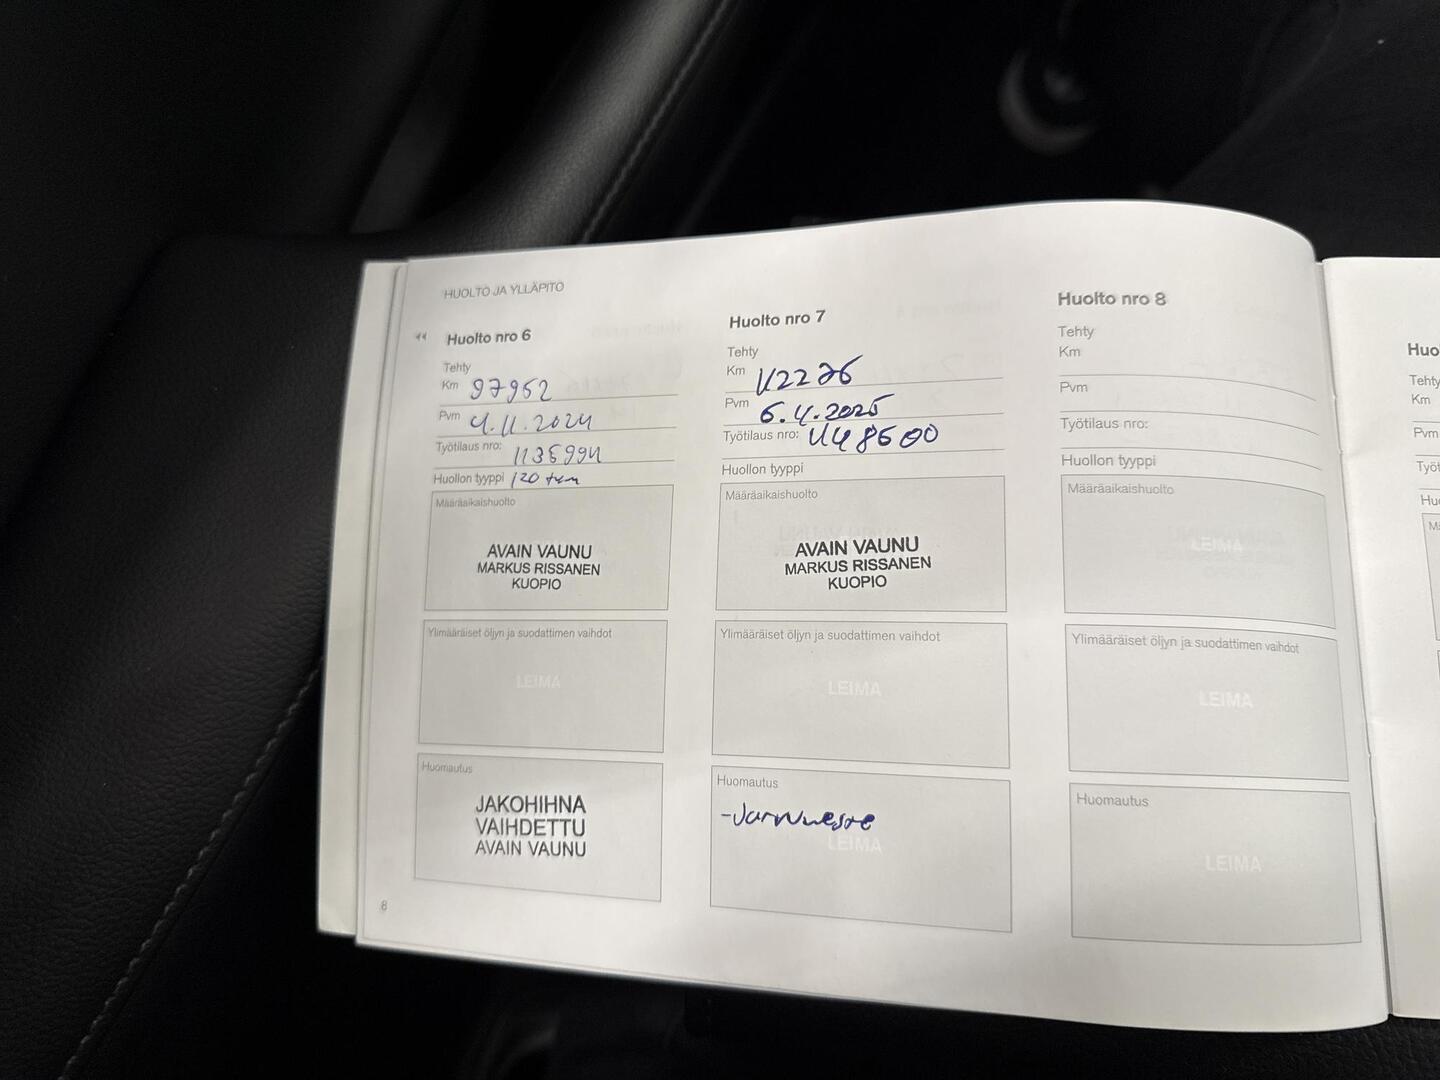 HUOLTO JA YLLÄPITO
Huolto nro 6
Tehty
Km 97952
Pvm 4.11.2024
Työtilaus nro: 1135994
Huollon tyyppi 120 tkm
Määräaikaishuolto
AVAIN VAUNU
MARKUS RISSANEN
KUOPIO
Ylimääräiset öljyn ja suodattimen vaihdot
LEIMA
Huomautus
JAKOHIHNA
VAIHDETTU
AVAIN VAUNU
8
Huolto nro 7
Tehty
Km 112276
Pvm 6.4.2025
Työtilaus nro: 1148500
Huollon tyyppi
Määräaikaishuolto
AVAIN VAUNU
MARKUS RISSANEN
KUOPIO
Ylimääräiset öljyn ja suodattimen vaihdot
LEIMA
Huomautus
-Jarruneste
LEIMA
Huolto nro 8
Tehty
Km
Pvm
Työtilaus nro:
Huollon tyyppi
Määräaikaishuolto
LEIMA
Ylimääräiset öljyn ja suodattimen vaihdot
LEIMA
Huomautus
LEIMA
Tehty
Km
Pvm